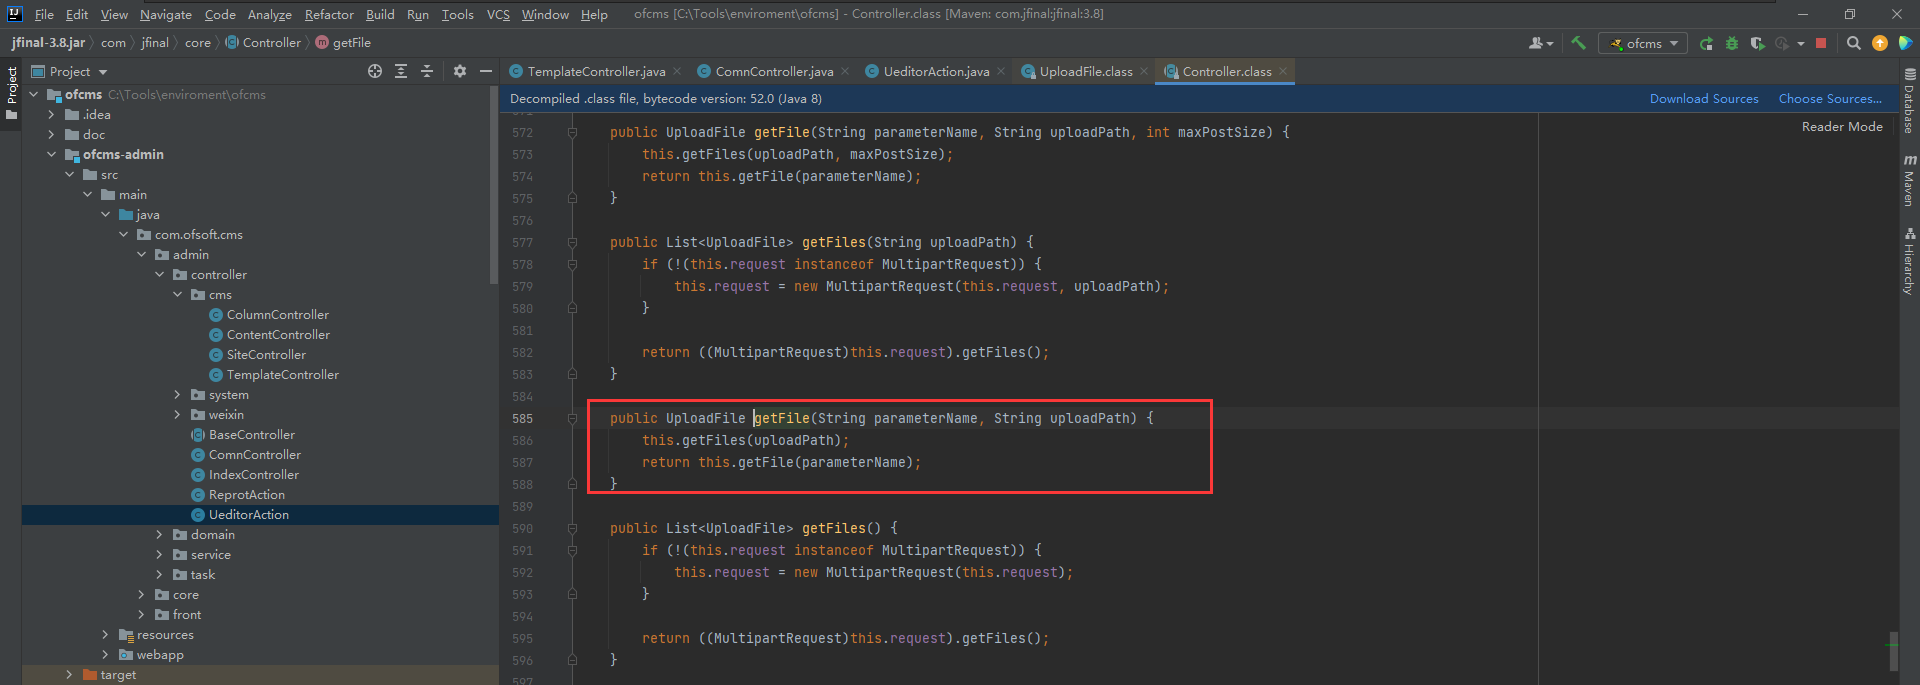 File Edit View Navigate Code Analyze Refactor Build Run Tools VCS Window Help ofcms [C:\Tools\enviroment\ofcms] - Controller.class [Maven: com.jfinal:jfinal:3.8]
jfinal-3.8.jar com jfinal core Controller getFile ofcms
Project
Project
TemplateController.java ComnController.java UeditorAction.java UploadFile.class Controller.class
Decompiled .class file, bytecode version: 52.0 (Java 8) Download Sources Choose Sources...
Reader Mode
ofcms C:\Tools\enviroment\ofcms
.idea
doc
ofcms-admin
src
main
java
com.ofsoft.cms
admin
controller
cms
ColumnController
ContentController
SiteController
TemplateController
system
weixin
BaseController
ComnController
IndexController
ReprotAction
UeditorAction
domain
service
task
core
front
resources
webapp
target
572 public UploadFile getFile(String parameterName, String uploadPath, int maxPostSize) {
573 this.getFiles(uploadPath, maxPostSize);
574 return this.getFile(parameterName);
575 }
576
577 public List<UploadFile> getFiles(String uploadPath) {
578 if (!(this.request instanceof MultipartRequest)) {
579 this.request = new MultipartRequest(this.request, uploadPath);
580 }
581
582 return ((MultipartRequest)this.request).getFiles();
583 }
584
585 public UploadFile getFile(String parameterName, String uploadPath) {
586 this.getFiles(uploadPath);
587 return this.getFile(parameterName);
588 }
589
590 public List<UploadFile> getFiles() {
591 if (!(this.request instanceof MultipartRequest)) {
592 this.request = new MultipartRequest(this.request);
593 }
594
595 return ((MultipartRequest)this.request).getFiles();
596 }
597
Database
Maven
Hierarchy